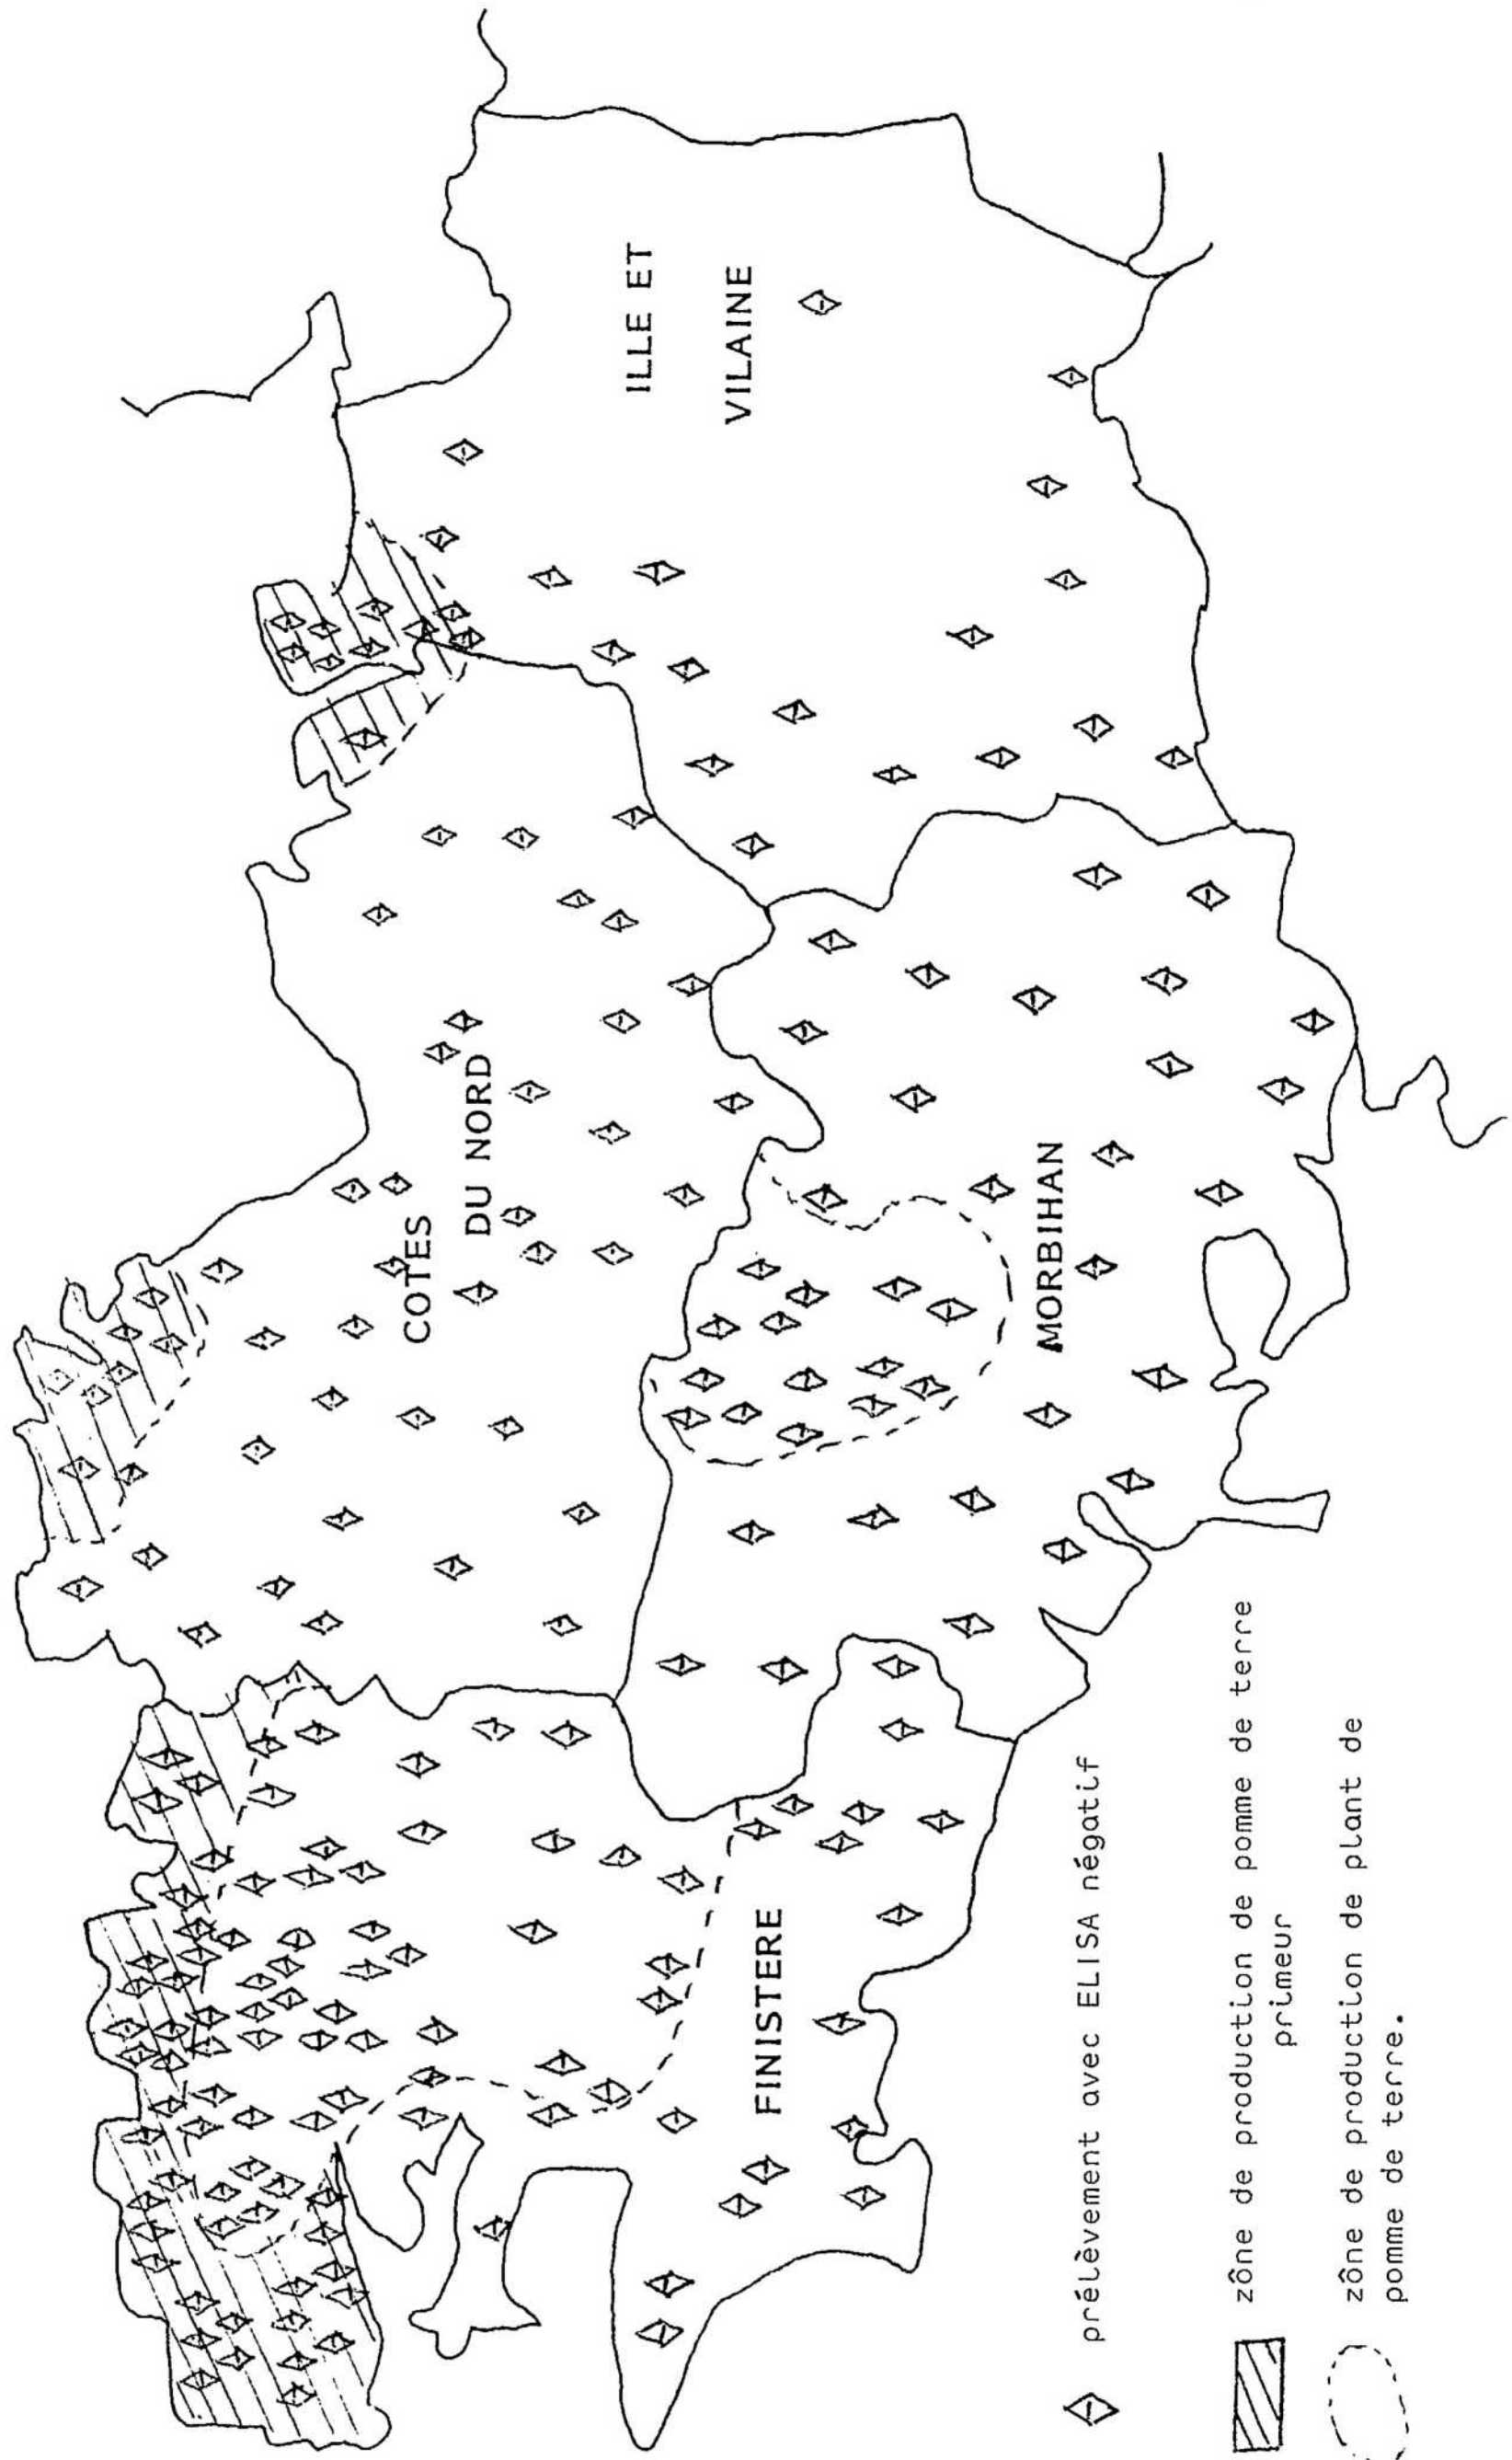 ILLE ET
VILAINE
COTES
DU NORD
MORBIHAN
FINISTERE
prélèvement avec ELISA négatif
zône de production de pomme de terre
primeur
zône de production de plant de
pomme de terre.